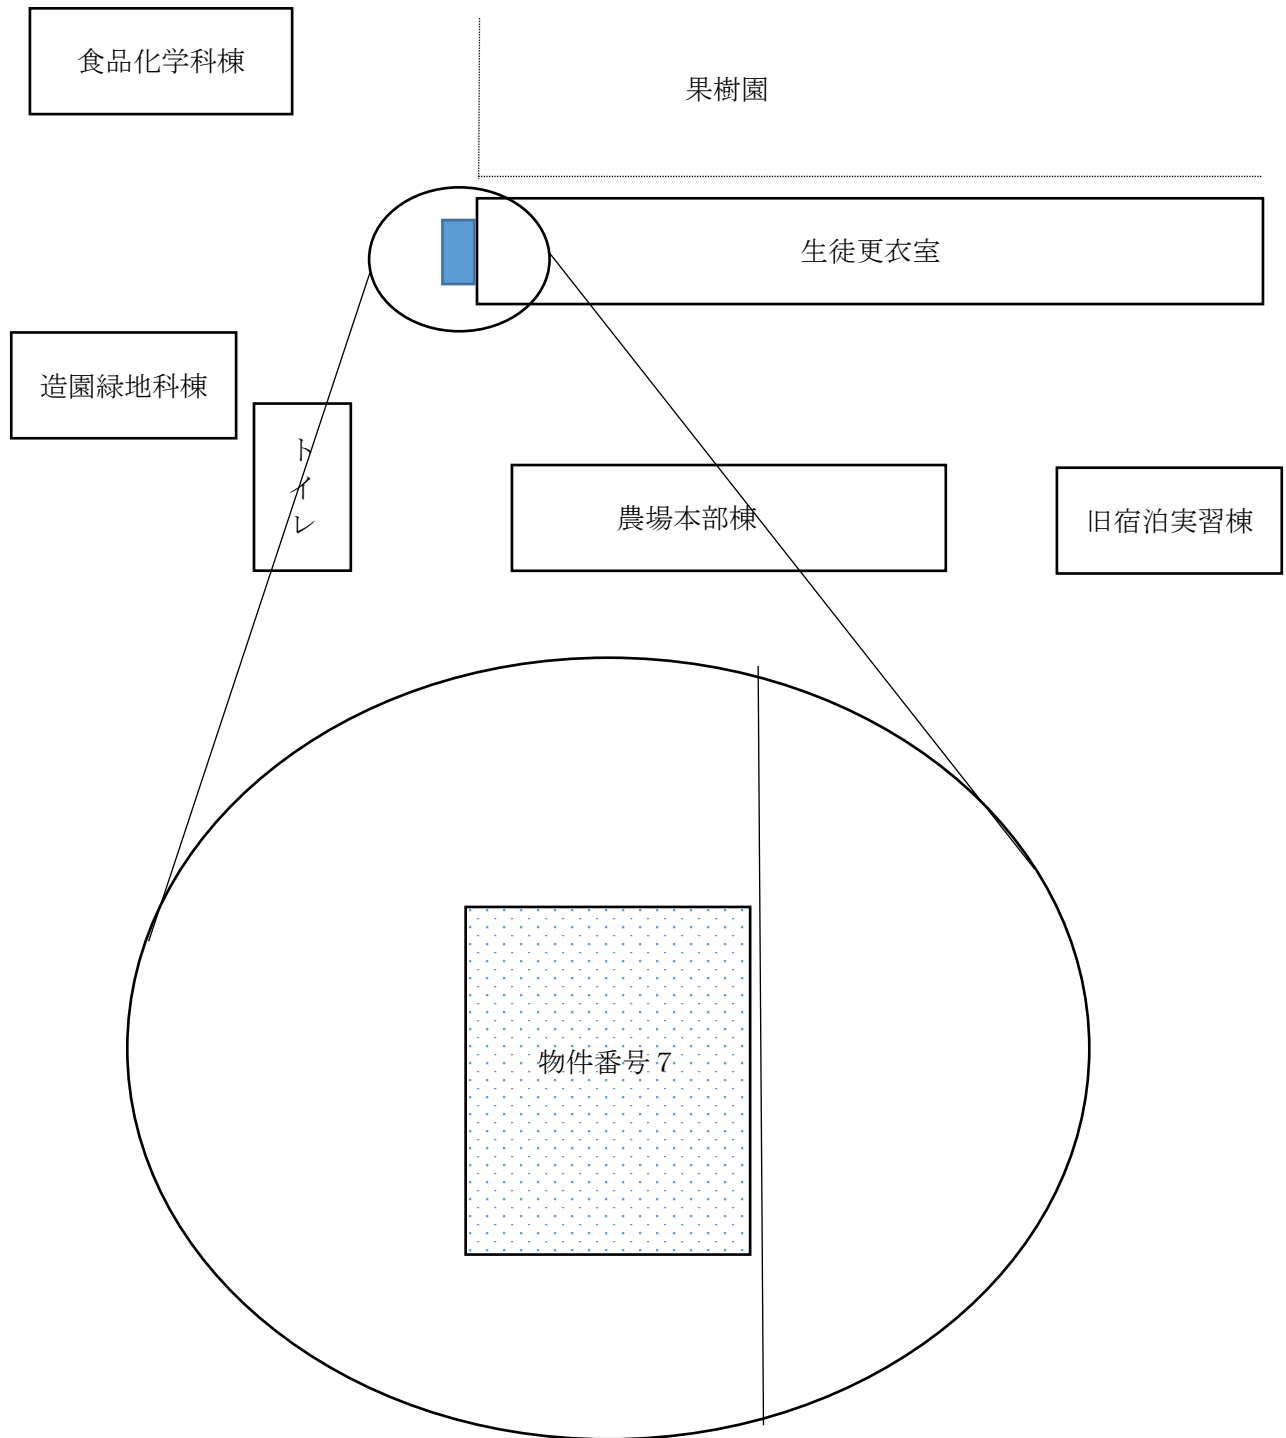 食品化学科棟
果樹園
生徒更衣室
造園緑地科棟
トイレ
農場本部棟
旧宿泊実習棟
物件番号７